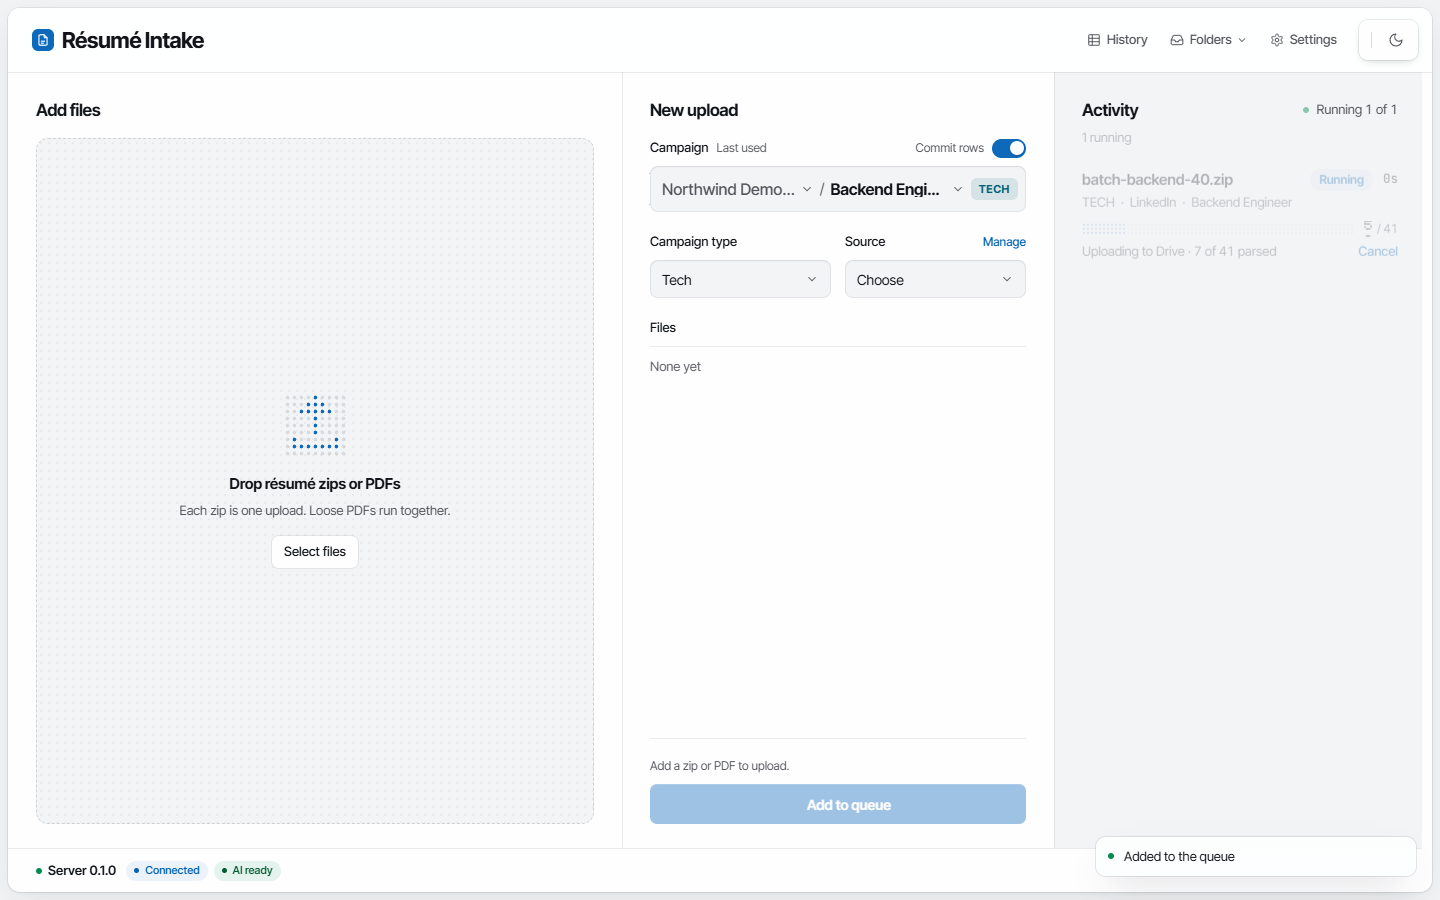 Résumé Intake
History
Folders
Settings
Add files
Drop résumé zips or PDFs
Each zip is one upload. Loose PDFs run together.
Select files
New upload
Campaign Last used
Commit rows
Northwind Demo... / Backend Engi... TECH
Campaign type
Source
Manage
Tech
Choose
Files
None yet
Add a zip or PDF to upload.
Add to queue
Activity
Running 1 of 1
1 running
batch-backend-40.zip
Running 0s
TECH · LinkedIn · Backend Engineer
/ 41
Uploading to Drive · 7 of 41 parsed
Cancel
Server 0.1.0
Connected
AI ready
Added to the queue